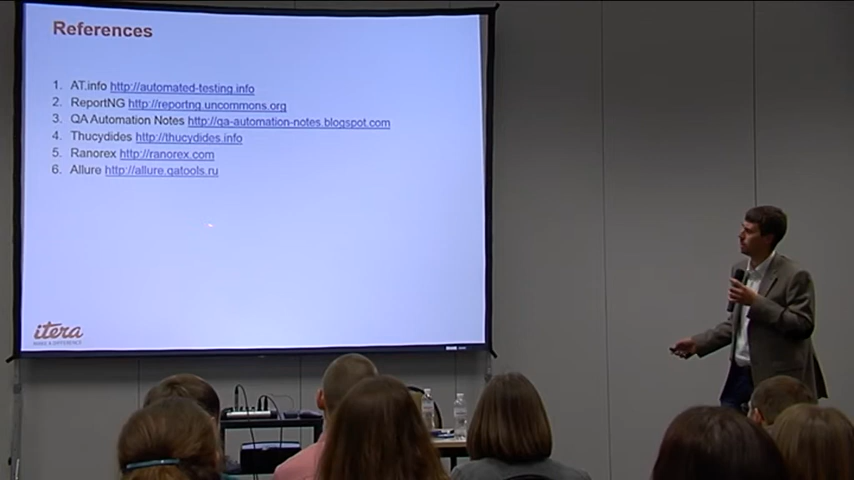 References
1. AT.info http://automated-testing.info
2. ReportNG http://reportng.uncommons.org
3. QA Automation Notes http://qa-automation-notes.blogspot.com
4. Thucydides http://thucydides.info
5. Ranorex http://ranorex.com
6. Allure http://allure.qatools.ru
itera
MAKE A DIFFERENCE